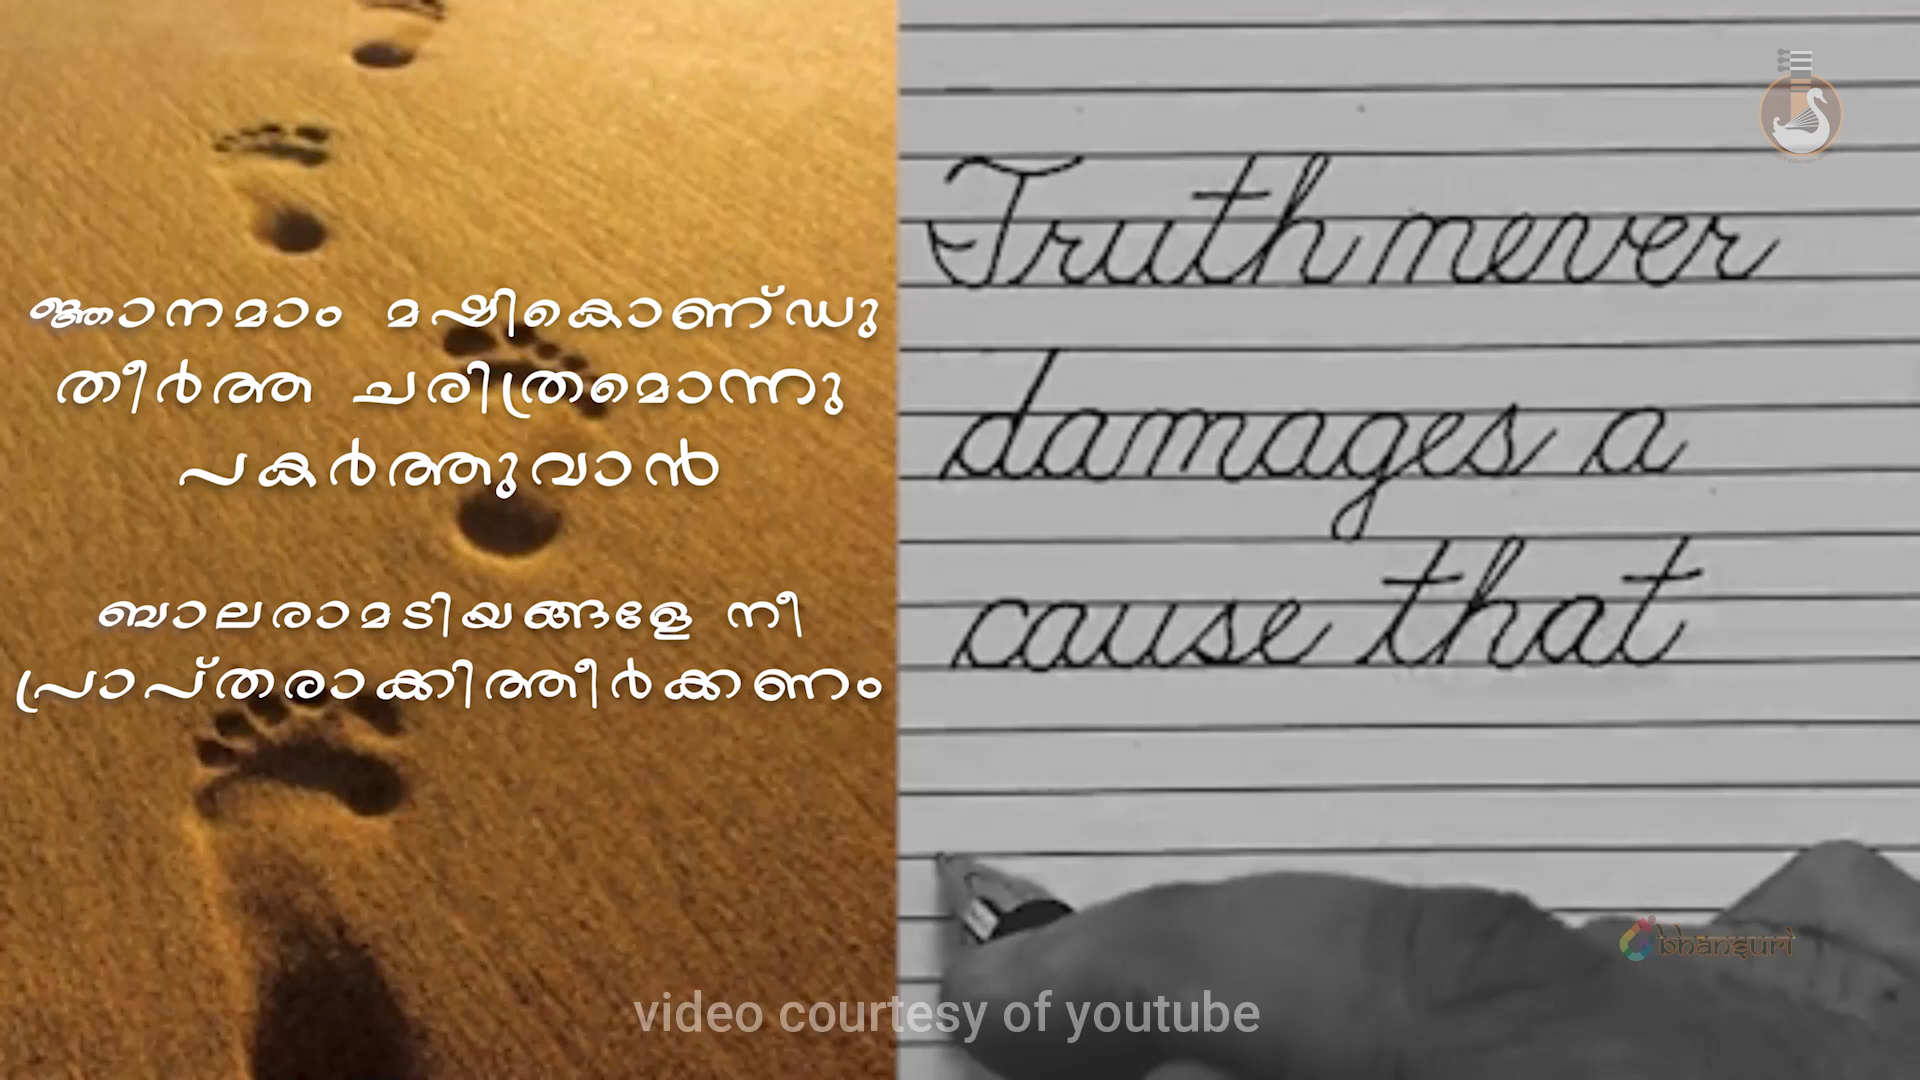 ജ്ഞാനമാം മഷികൊണ്ഡു
തീർത്ത ചരിത്രമൊന്നു
പകർത്തുവാൻ
ബാലരാമടിയങ്ങളേ നീ
പ്രാപ്തരാക്കിത്തീർക്കണം
Truth never
damages a
cause that
bhansuri
video courtesy of youtube